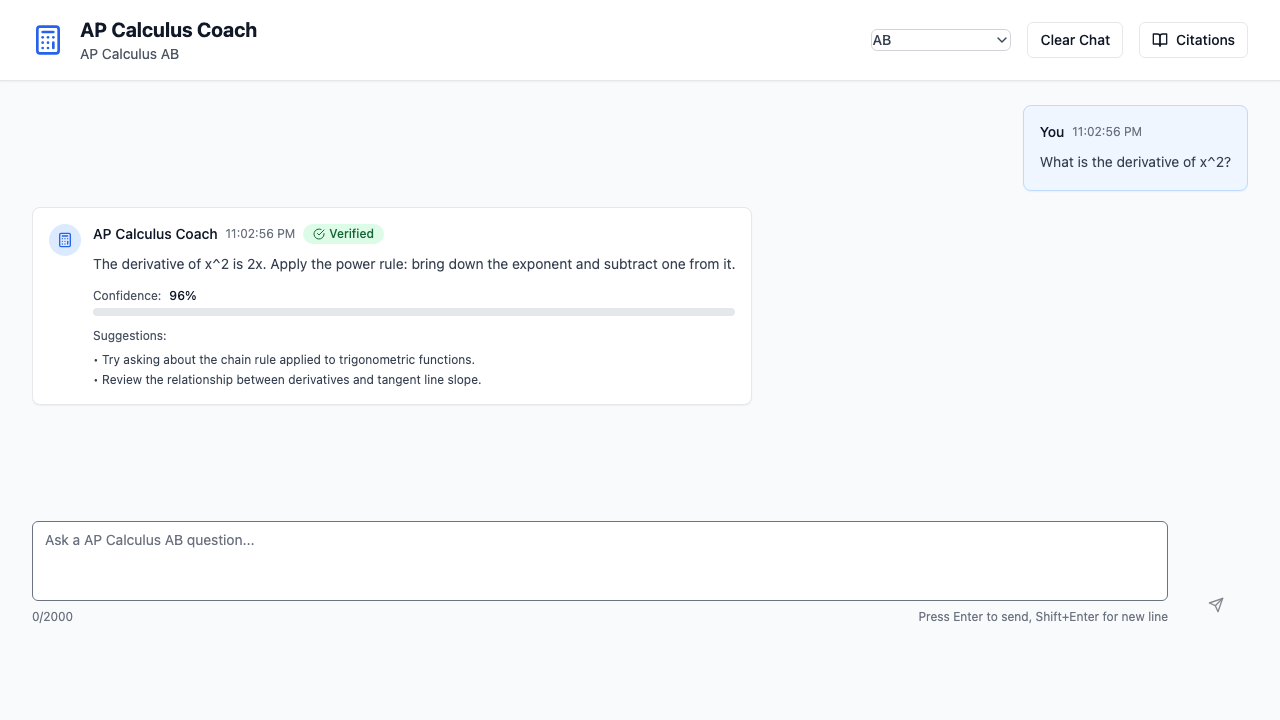 AP Calculus Coach
AP Calculus AB
AB
Clear Chat
Citations
You 11:02:56 PM
What is the derivative of x^2?
AP Calculus Coach 11:02:56 PM Verified
The derivative of x^2 is 2x. Apply the power rule: bring down the exponent and subtract one from it.
Confidence: 96%
Suggestions:
• Try asking about the chain rule applied to trigonometric functions.
• Review the relationship between derivatives and tangent line slope.
Ask a AP Calculus AB question...
0/2000
Press Enter to send, Shift+Enter for new line